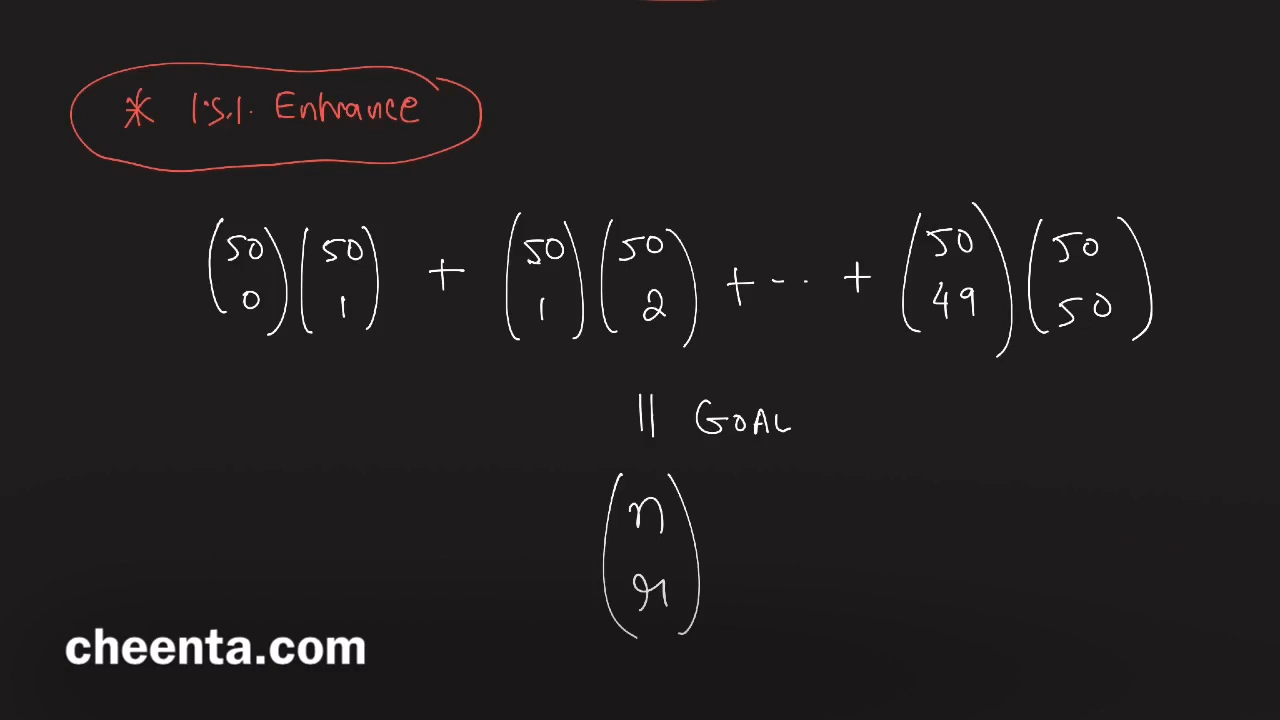 * I.S.I. Entrance
(50 0)(50 1) + (50 1)(50 2) + -.. + (50 49)(50 50)
|| GOAL
(n r)
cheenta.com